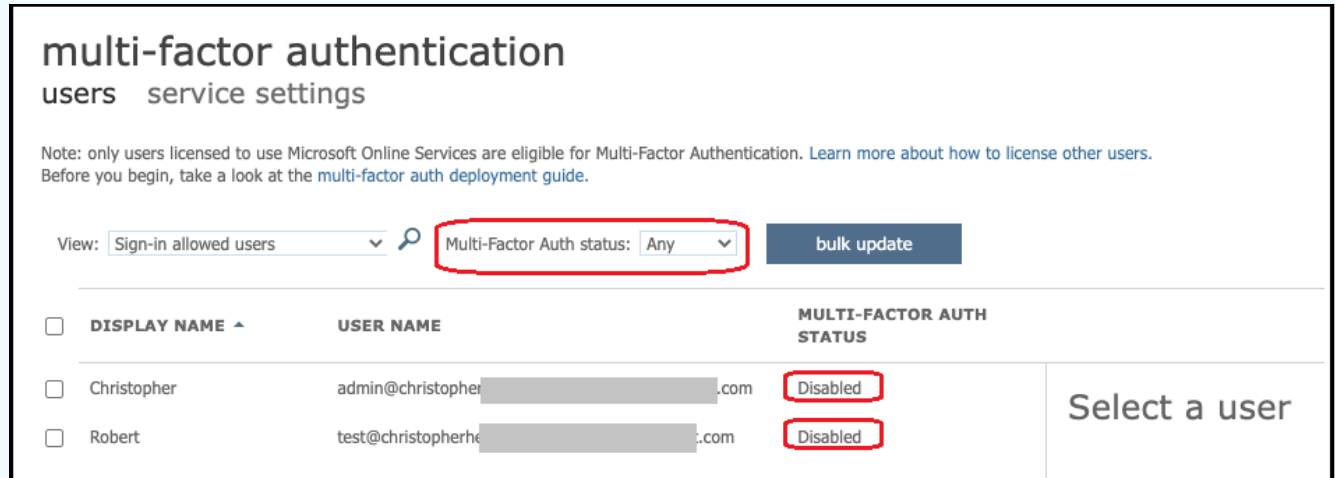 multi-factor authentication
users service settings
Note: only users licensed to use Microsoft Online Services are eligible for Multi-Factor Authentication. Learn more about how to license other users.
Before you begin, take a look at the multi-factor auth deployment guide.
View: Sign-in allowed users Multi-Factor Auth status: Any bulk update
DISPLAY NAME USER NAME MULTI-FACTOR AUTH STATUS
Christopher admin@christopher .com Disabled
Select a user
Robert test@christopherhe .com Disabled